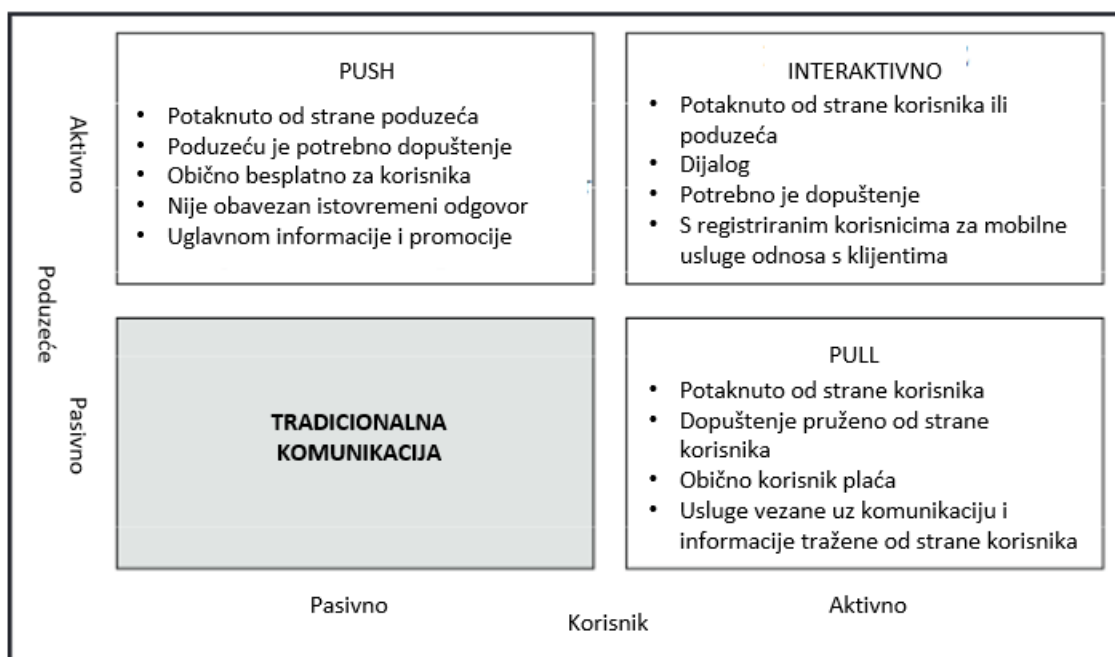 PUSH
• Potaknuto od strane poduzeća
• Poduzeću je potrebno dopuštenje
• Obično besplatno za korisnika
• Nije obavezan istovremeni odgovor
• Uglavnom informacije i promocije
INTERAKTIVNO
• Potaknuto od strane korisnika ili
poduzeća
• Dijalog
• Potrebno je dopuštenje
• S registriranim korisnicima za mobilne
usluge odnosa s klijentima
Aktivno
Poduzeće
Pasivno
TRADICIONALNA
KOMUNIKACIJA
PULL
• Potaknuto od strane korisnika
• Dopuštenje pruženo od strane
korisnika
• Obično korisnik plaća
• Usluge vezane uz komunikaciju i
informacije tražene od strane korisnika
Pasivno
Korisnik
Aktivno